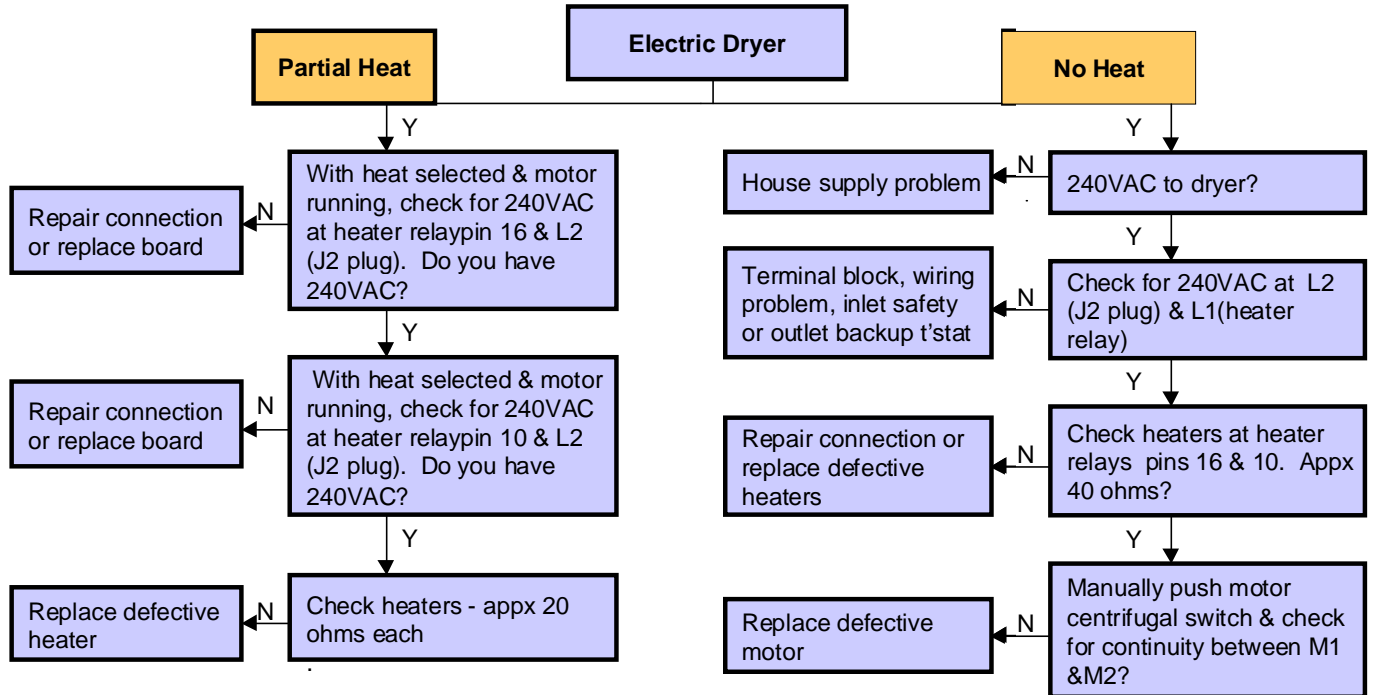 Electric Dryer
Partial Heat
No Heat
Y
With heat selected & motor
running, check for 240VAC
at heater relaypin 16 & L2
(J2 plug). Do you have
240VAC?
N
Repair connection
or replace board
Y
With heat selected & motor
running, check for 240VAC
at heater relaypin 10 & L2
(J2 plug). Do you have
240VAC?
N
Repair connection
or replace board
Y
Check heaters - appx 20
ohms each
.
N
Replace defective
heater
Y
240VAC to dryer?
N
House supply problem
.
Y
Check for 240VAC at L2
(J2 plug) & L1(heater
relay)
N
Terminal block, wiring
problem, inlet safety
or outlet backup t'stat
Y
Check heaters at heater
relays pins 16 & 10. Appx
40 ohms?
N
Repair connection or
replace defective
heaters
Y
Manually push motor
centrifugal switch & check
for continuity between M1
&M2?
N
Replace defective
motor